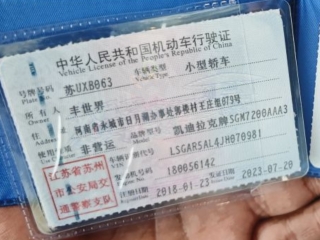 中华人民共和国机动车行驶证
Vehicle License of the People's Republic of China
号牌号码 苏UXB063 车辆类型 小型轿车
所有人 丰世界
住址 河南省永城市日月湖办事处郭楼村王庄组079号
使用性质 非营运 品牌型号 凯迪拉克牌SGM7200AAA3
江苏省苏州 车辆识别代号 LSGAR5AL4JH070981
市公安局交 发动机号码 180056142
通警察支队 注册日期 2018-01-23 发证日期 2023-07-20